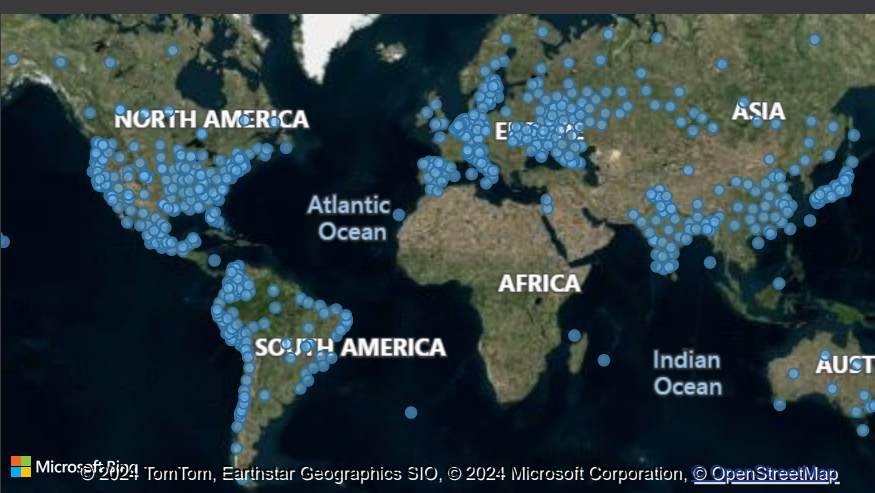 NORTH AMERICA
ASIA
Atlantic
Ocean
AFRICA
SOUTH AMERICA
Indian
Ocean
AUST
Microsoft Bing
© 2024 TomTom, Earthstar Geographics SIO, © 2024 Microsoft Corporation, © OpenStreetMap